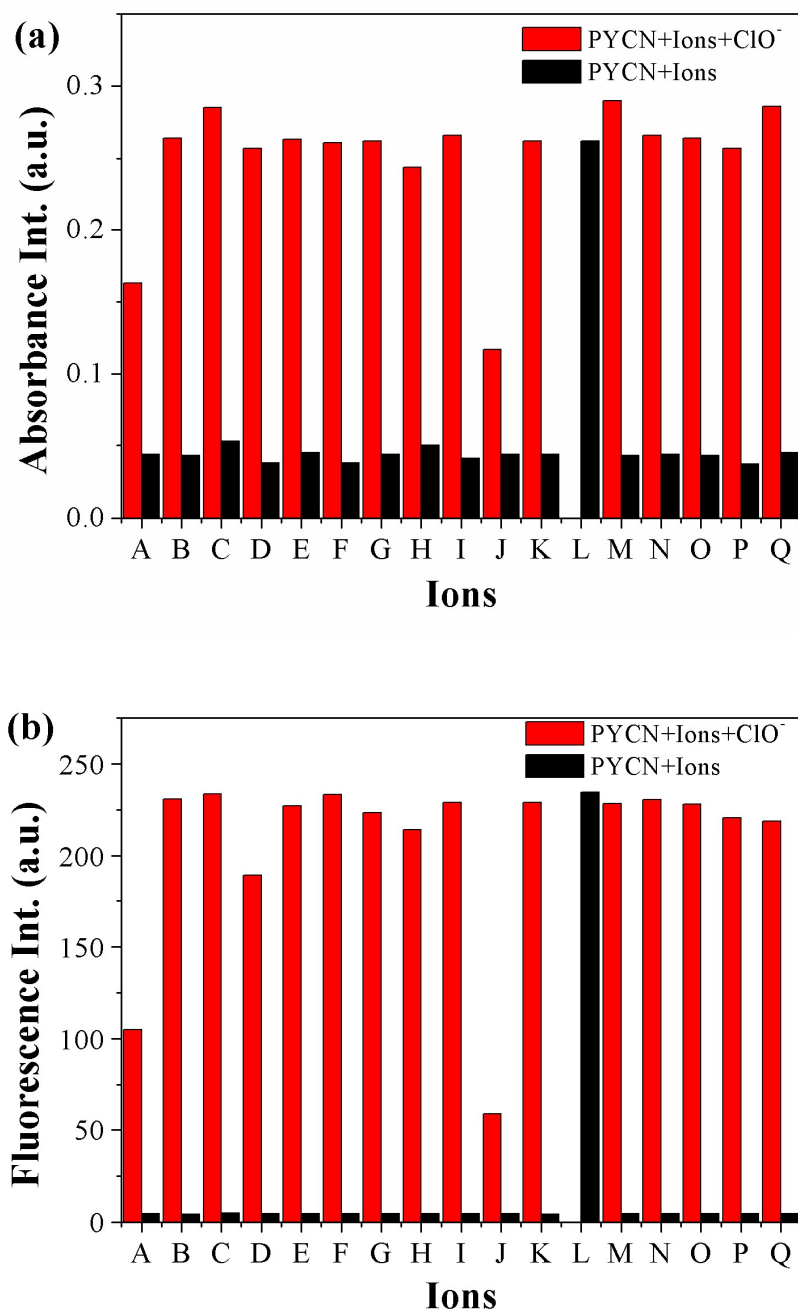 (a)
PYCN+Ions+ClO⁻
PYCN+Ions
Absorbance Int. (a.u.)
0.3
0.2
0.1
0.0
A B C D E F G H I J K L M N O P Q
Ions
(b)
PYCN+Ions+ClO⁻
PYCN+Ions
Fluorescence Int. (a.u.)
250
200
150
100
50
0
A B C D E F G H I J K L M N O P Q
Ions